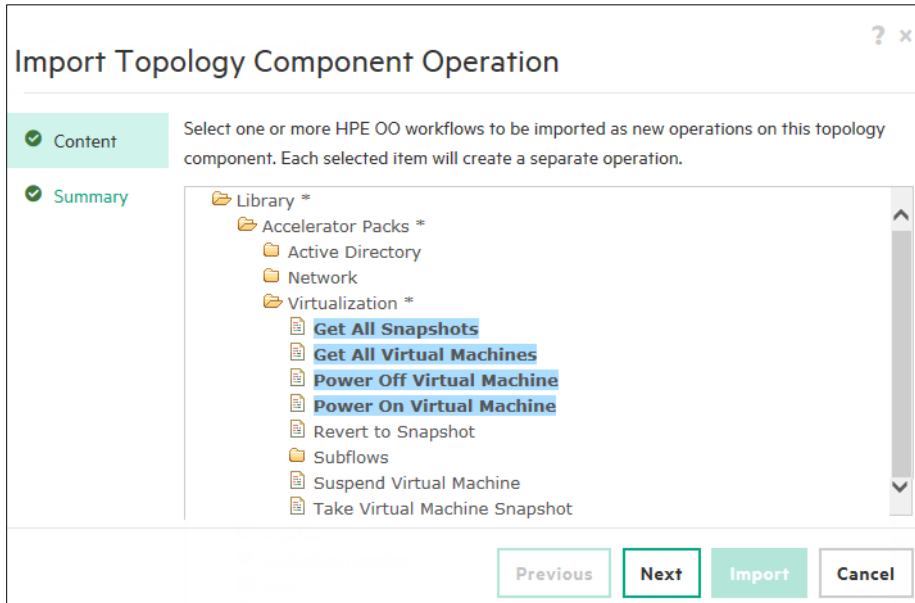 ? ×
Import Topology Component Operation
Content
Summary
Select one or more HPE OO workflows to be imported as new operations on this topology
component. Each selected item will create a separate operation.
Library *
Accelerator Packs *
Active Directory
Network
Virtualization *
Get All Snapshots
Get All Virtual Machines
Power Off Virtual Machine
Power On Virtual Machine
Revert to Snapshot
Subflows
Suspend Virtual Machine
Take Virtual Machine Snapshot
Previous Next Import Cancel